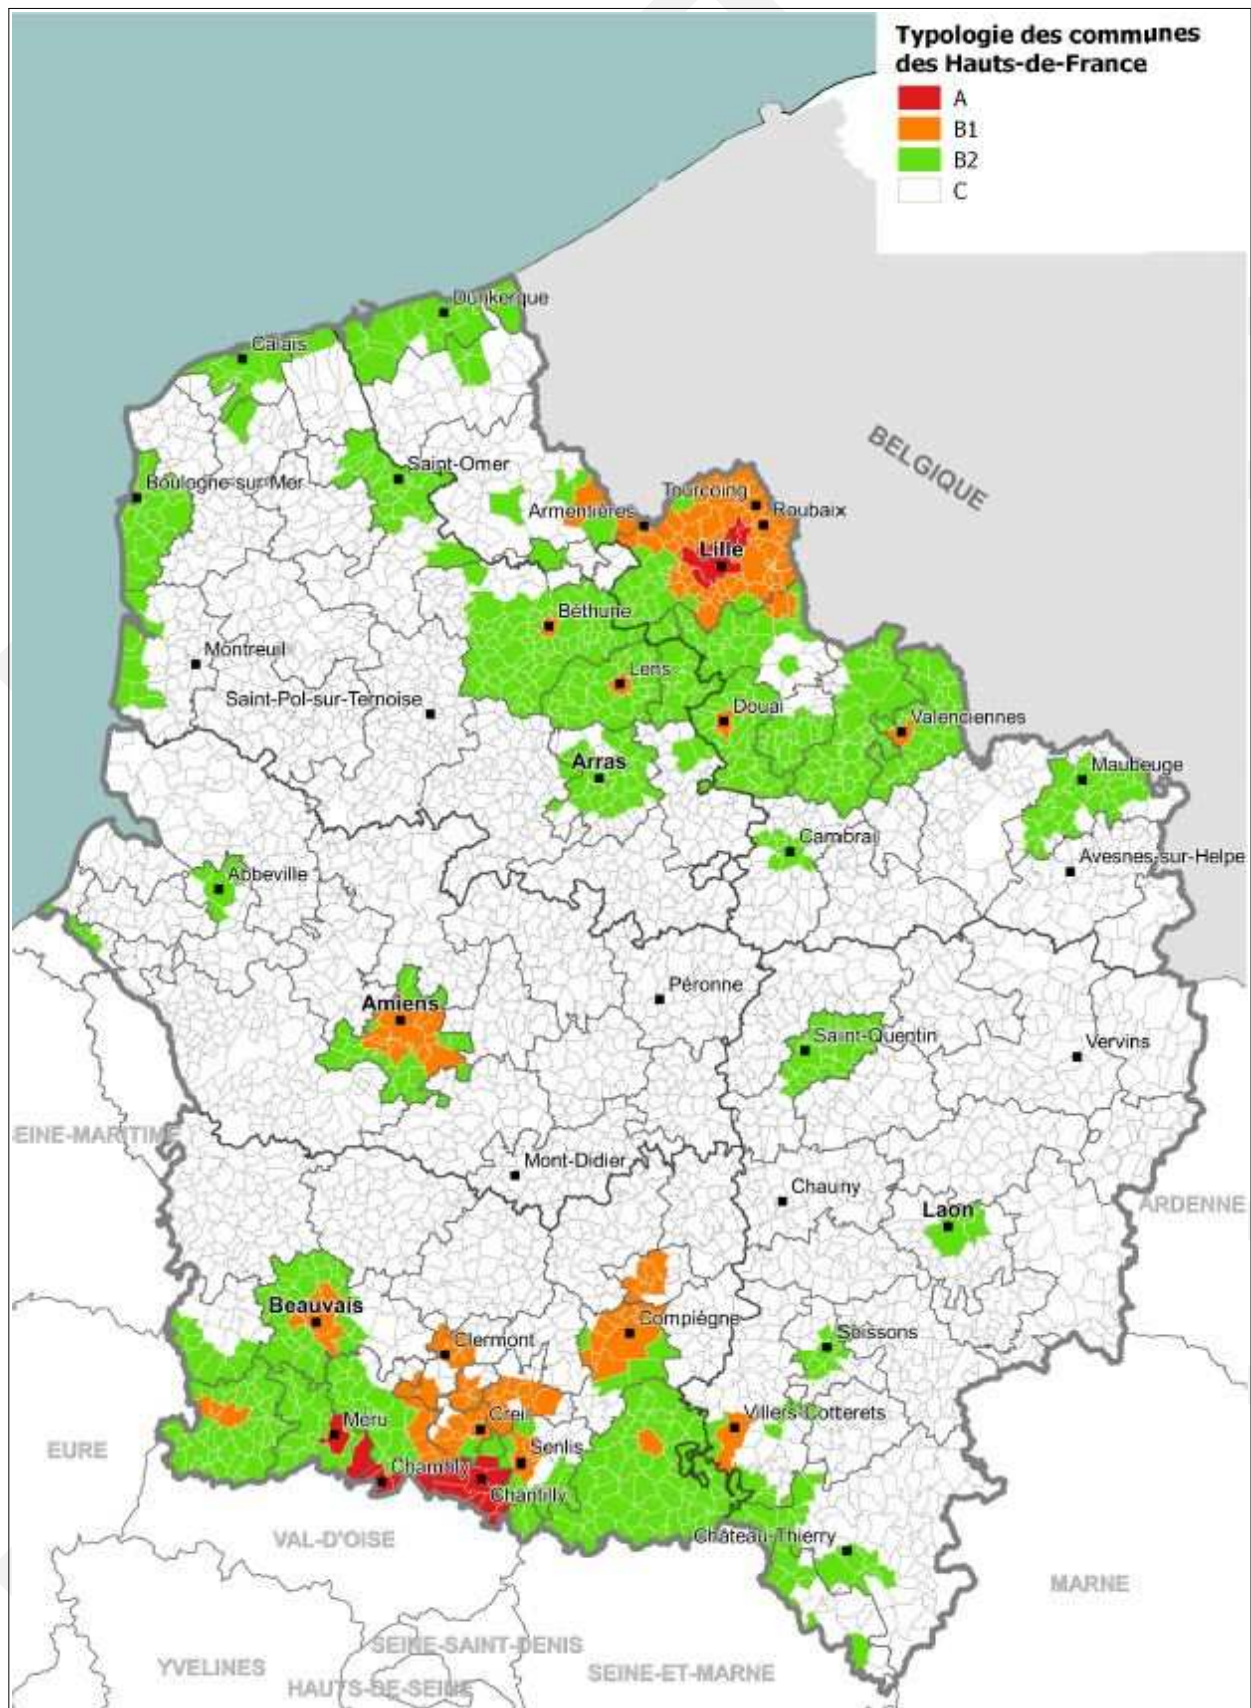 Typologie des communes
des Hauts-de-France
A
B1
B2
C
Dunkerque
Calais
BELGIQUE
Saint-Omer
Boulogne-sur-Mer
Tourcoing
Armentières
Roubaix
Lille
Béthune
Montreuil
Lens
Saint-Pol-sur-Ternoise
Douai
Valenciennes
Arras
Maubeuge
Cambrai
Avesnes-sur-Helpe
Abbeville
Péronne
Amiens
Saint-Quentin
Vervins
EINE-MARITIME
Mont-Didier
Chauny
ARDENNE
Laon
Beauvais
Compiègne
Clermont
Soissons
Méru
Creil
Villers-Cotterets
EURE
Senlis
Chambly
Chantilly
VAL-D'OISE
Château-Thierry
MARNE
SEINE-SAINT-DENIS
YVELINES
SEINE-ET-MARNE
HAUTS-DE-SEINE